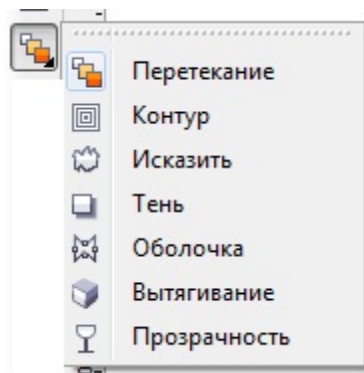 Перетекание
Контур
Исказить
Тень
Оболочка
Вытягивание
Прозрачность